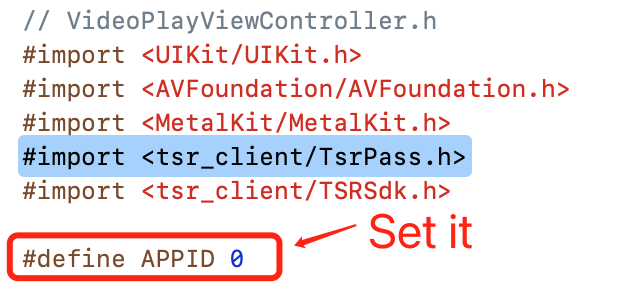 // VideoPlayViewController.h
#import <UIKit/UIKit.h>
#import <AVFoundation/AVFoundation.h>
#import <MetalKit/MetalKit.h>
#import <tsr_client/TsrPass.h>
#import <tsr_client/TSRSdk.h>
Set it
#define APPID 0